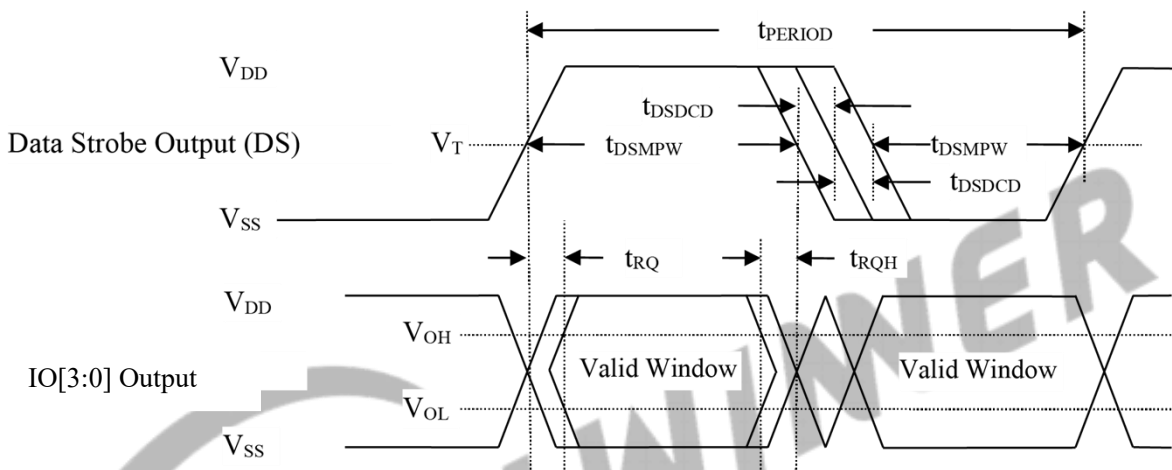 tPERIOD
VDD
tDSDCD
Data Strobe Output (DS)
VT
tDSMPW
tDSMPW
tDSDCD
VSS
tRQ
tRQH
VDD
VOH
IO[3:0] Output
Valid Window
Valid Window
VOL
VSS
WINNER